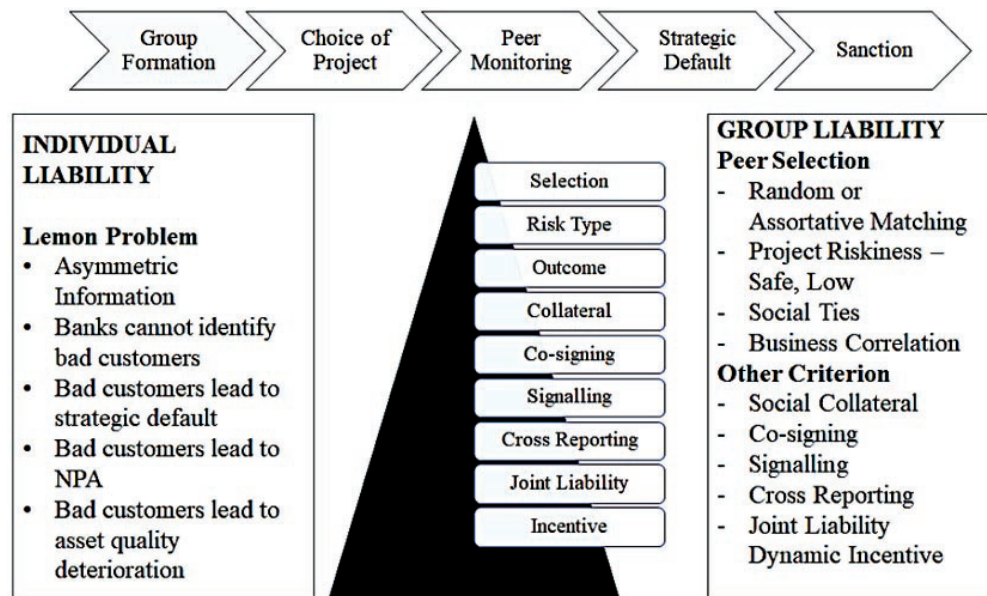 Group
Formation
Choice of
Project
Peer
Monitoring
Strategic
Default
Sanction
INDIVIDUAL
LIABILITY
Lemon Problem
• Asymmetric
Information
• Banks cannot identify
bad customers
• Bad customers lead to
strategic default
• Bad customers lead to
NPA
• Bad customers lead to
asset quality
deterioration
Selection
Risk Type
Outcome
Collateral
Co-signing
Signalling
Cross Reporting
Joint Liability
Incentive
GROUP LIABILITY
Peer Selection
- Random or
Assortative Matching
- Project Riskiness –
Safe, Low
- Social Ties
- Business Correlation
Other Criterion
- Social Collateral
- Co-signing
- Signalling
- Cross Reporting
- Joint Liability
Dynamic Incentive